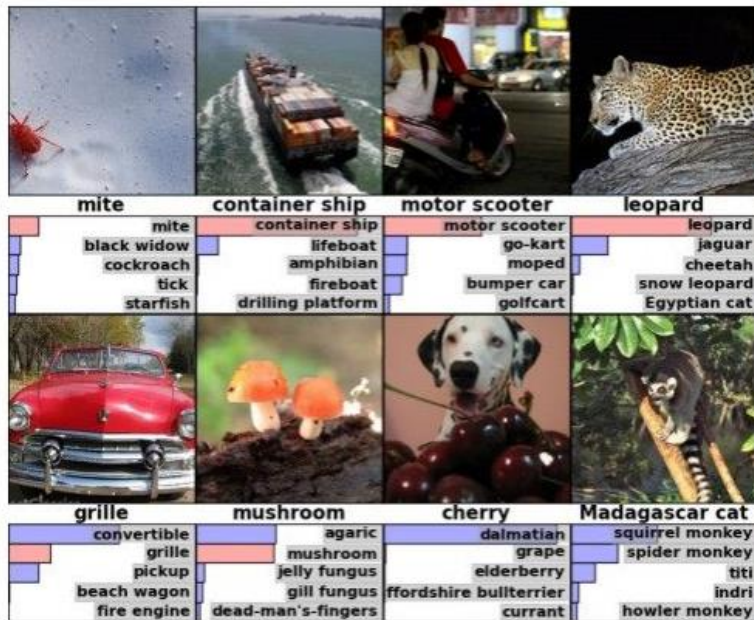 mite container ship motor scooter leopard
mite container ship motor scooter leopard
black widow lifeboat go-kart jaguar
cockroach amphibian moped cheetah
tick fireboat bumper car snow leopard
starfish drilling platform golfcart Egyptian cat
grille mushroom cherry Madagascar cat
convertible agaric dalmatian squirrel monkey
grille mushroom grape spider monkey
pickup jelly fungus elderberry titi
beach wagon gill fungus ffordshire bullterrier indri
fire engine dead-man's-fingers currant howler monkey